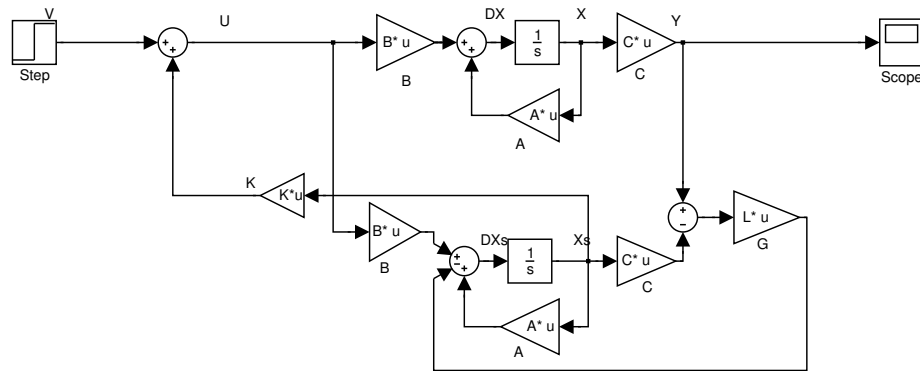 V
U
DX
X
Y
+
+
B* u
+
+
1
s
C* u
Step
B
C
Scope
A* u
A
K
K*u
+
−
L* u
G
B* u
B
DXs
Xs
+
−
+
1
s
C* u
C
A* u
A